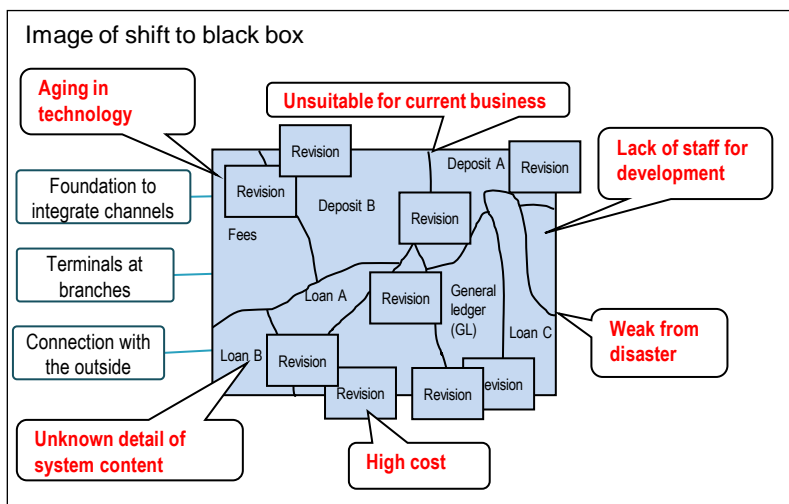 Image of shift to black box
Aging in
technology
Unsuitable for current business
Lack of staff for
development
Revision
Revision
Deposit A
Revision
Foundation to
integrate channels
Deposit B
Revision
Fees
Terminals at
branches
Loan A
Revision
General
ledger
(GL)
Loan C
Weak from
disaster
Connection with
the outside
Loan B
Revision
Revision
Revision
evision
Unknown detail of
system content
High cost